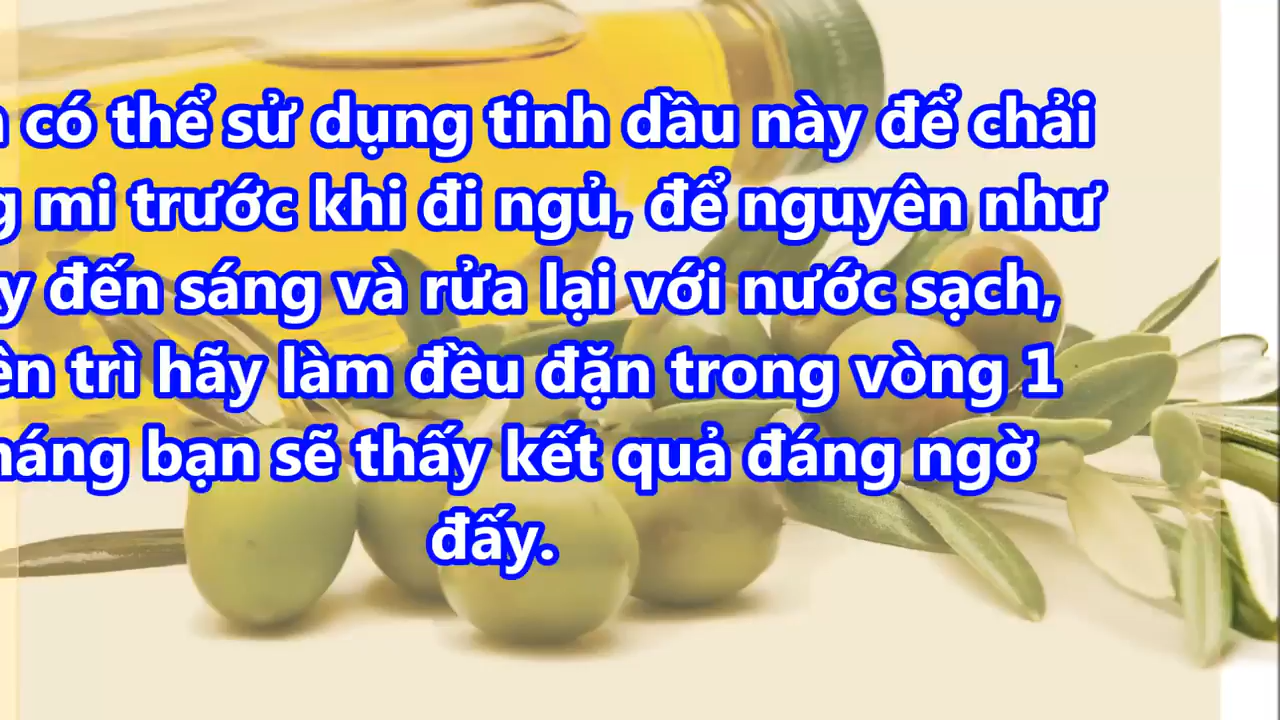 có thể sử dụng tinh dầu này để chải
mi trước khi đi ngủ, để nguyên như
đến sáng và rửa lại với nước sạch,
trì hãy làm đều đặn trong vòng 1
bạn sẽ thấy kết quả đáng ngờ
đấy.